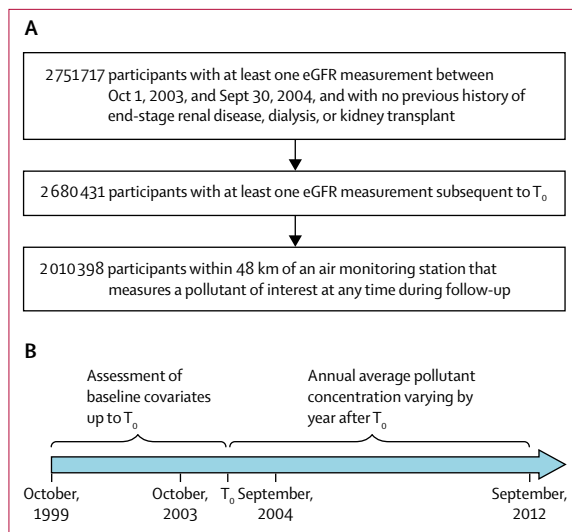 A
2751717 participants with at least one eGFR measurement between
Oct 1, 2003, and Sept 30, 2004, and with no previous history of
end-stage renal disease, dialysis, or kidney transplant
2680431 participants with at least one eGFR measurement subsequent to T0
2010398 participants within 48 km of an air monitoring station that
measures a pollutant of interest at any time during follow-up
B
Assessment of
baseline covariates
up to T0
Annual average pollutant
concentration varying by
year after T0
October,
1999
October,
2003
T0
September,
2004
September,
2012